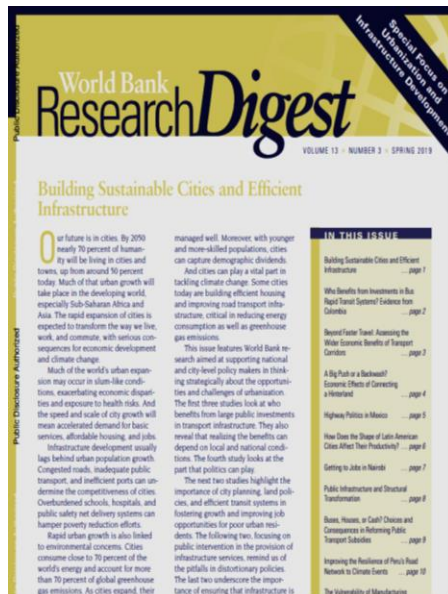 Public Disclosure Authorized
Special Focus on
Urbanization and
Infrastructure Development
World Bank
Research Digest
VOLUME 13 • NUMBER 3 • SPRING 2019
Building Sustainable Cities and Efficient
Infrastructure
Our future is in cities. By 2050
nearly 70 percent of human-
ity will be living in cities and
towns, up from around 50 percent
today. Much of that urban growth will
take place in the developing world,
especially Sub-Saharan Africa and
Asia. The rapid expansion of cities is
expected to transform the way we live,
work, and commute, with serious con-
sequences for economic development
and climate change.
Much of the world's urban expan-
sion may occur in slum-like condi-
tions, exacerbating economic dispari-
ties and exposure to health risks. And
the speed and scale of city growth will
mean accelerated demand for basic
services, affordable housing, and jobs.
Infrastructure development usually
lags behind urban population growth.
Congested roads, inadequate public
transport, and inefficient ports can un-
dermine the competitiveness of cities.
Overburdened schools, hospitals, and
public safety net delivery systems can
hamper poverty reduction efforts.
Rapid urban growth is also linked
to environmental concerns. Cities
consume close to 70 percent of the
world's energy and account for more
than 70 percent of global greenhouse
gas emissions. As cities expand, their
managed well. Moreover, with younger
and more-skilled populations, cities
can capture demographic dividends.
And cities can play a vital part in
tackling climate change. Some cities
today are building efficient housing
and improving road transport infra-
structure, critical in reducing energy
consumption as well as greenhouse
gas emissions.
This issue features World Bank re-
search aimed at supporting national
and city-level policy makers in think-
ing strategically about the opportuni-
ties and challenges of urbanization.
The first three studies look at who
benefits from large public investments
in transport infrastructure. They also
reveal that realizing the benefits can
depend on local and national condi-
tions. The fourth study looks at the
part that politics can play.
The next two studies highlight the
importance of city planning, land poli-
cies, and efficient transit systems in
fostering growth and improving job
opportunities for poor urban resi-
dents. The following two, focusing on
public intervention in the provision of
infrastructure services, remind us of
the pitfalls in distortionary policies.
The last two underscore the impor-
tance of ensuring that infrastructure is
IN THIS ISSUE
Building Sustainable Cities and Efficient
Infrastructure ... page 1
Who Benefits from Investments in Bus
Rapid Transit Systems? Evidence from
Colombia ... page 2
Beyond Faster Travel: Assessing the
Wider Economic Benefits of Transport
Corridors ... page 3
A Big Push or a Backwash?
Economic Effects of Connecting
a Hinterland ... page 4
Highway Politics in Mexico ... page 5
How Does the Shape of Latin American
Cities Affect Their Productivity? ... page 6
Getting to Jobs in Nairobi ... page 7
Public Infrastructure and Structural
Transformation ... page 8
Buses, Houses, or Cash? Choices and
Consequences in Reforming Public
Transport Subsidies ... page 9
Improving the Resilience of Peru's Road
Network to Climate Events ... page 10
The Vulnerability of Manufacturing
Public Disclosure Authorized